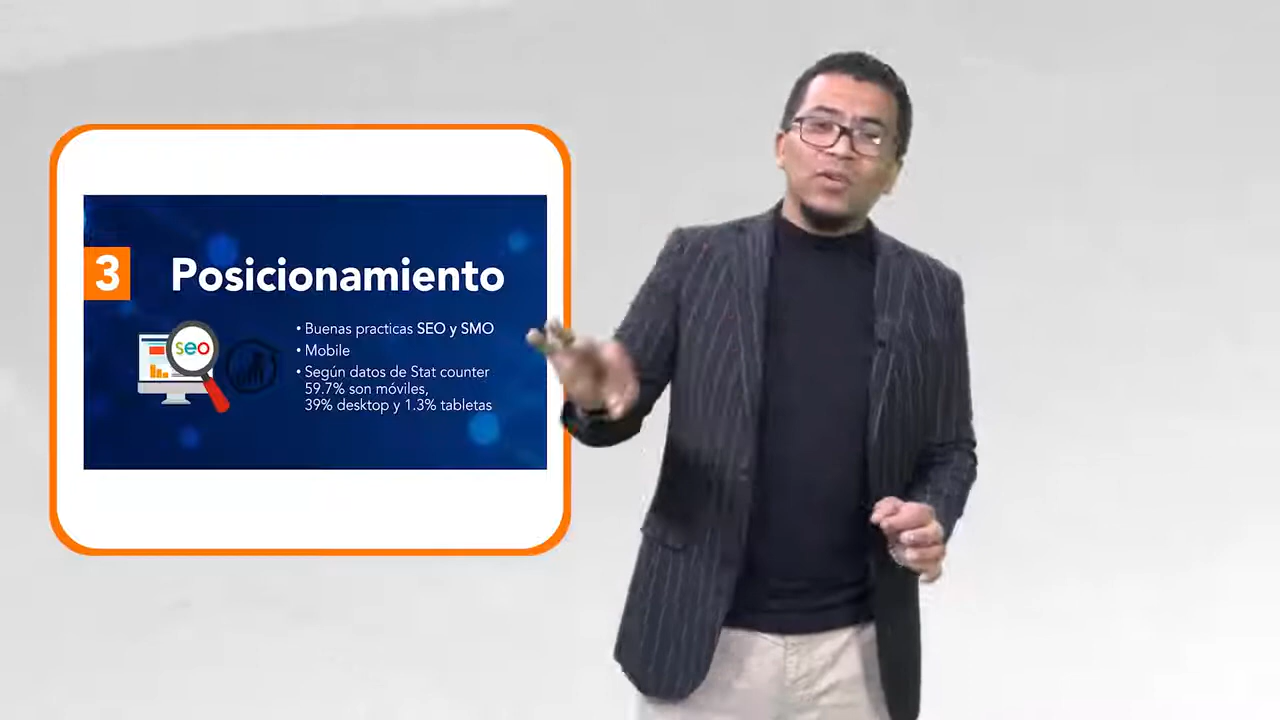 3
Posicionamiento
seo
• Buenas practicas SEO y SMO
• Mobile
• Según datos de Stat counter
59.7% son móviles,
39% desktop y 1.3% tabletas